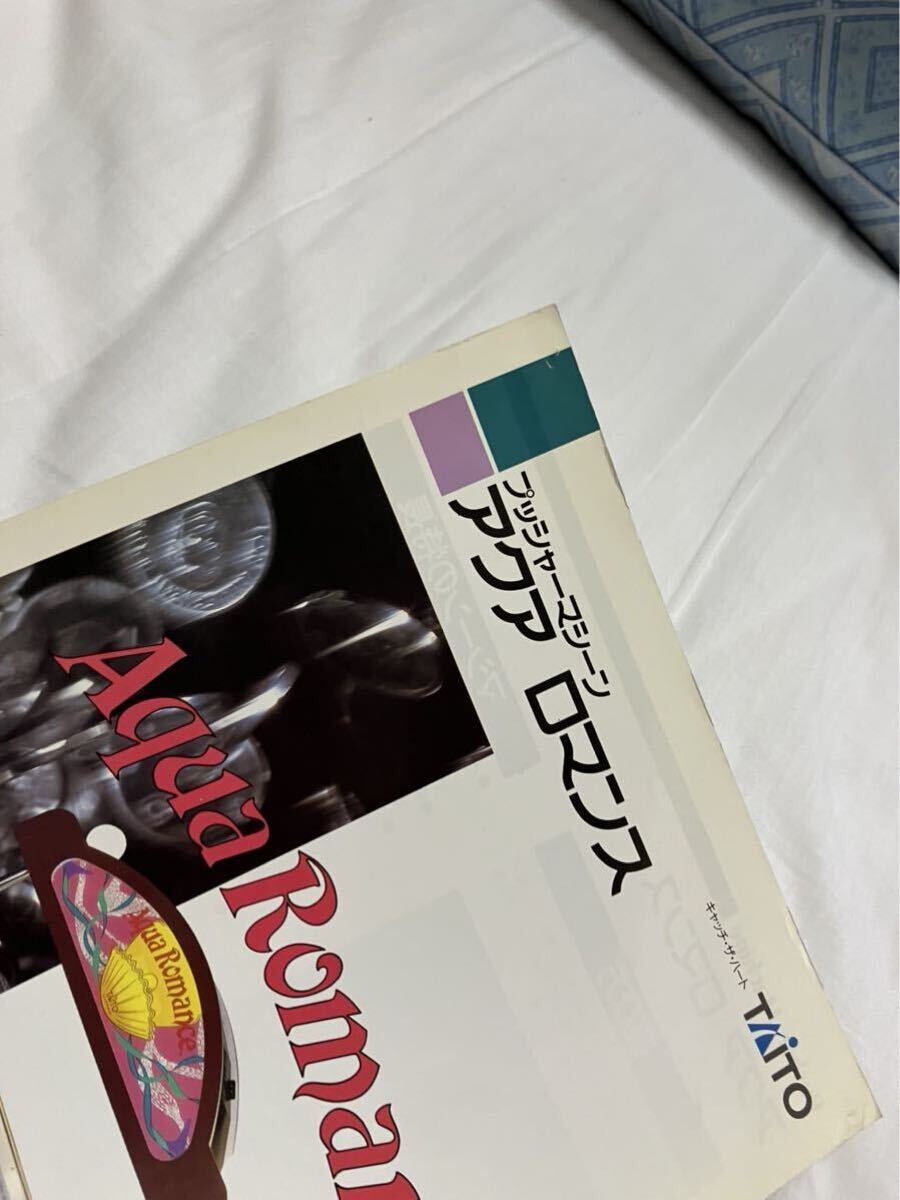 プッシャーマシーン
アクア ロマンス
Aqua
Roman
Aqua Romance
キャッチ・ザ・ハート
TAITO